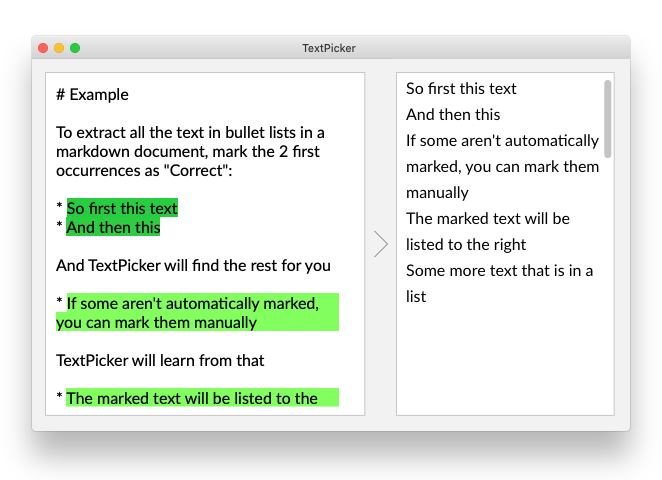 TextPicker
# Example
To extract all the text in bullet lists in a
markdown document, mark the 2 first
occurrences as "Correct":
* So first this text
* And then this
And TextPicker will find the rest for you
* If some aren't automatically marked,
you can mark them manually
TextPicker will learn from that
* The marked text will be listed to the
So first this text
And then this
If some aren't automatically
marked, you can mark them
manually
The marked text will be
listed to the right
Some more text that is in a
list